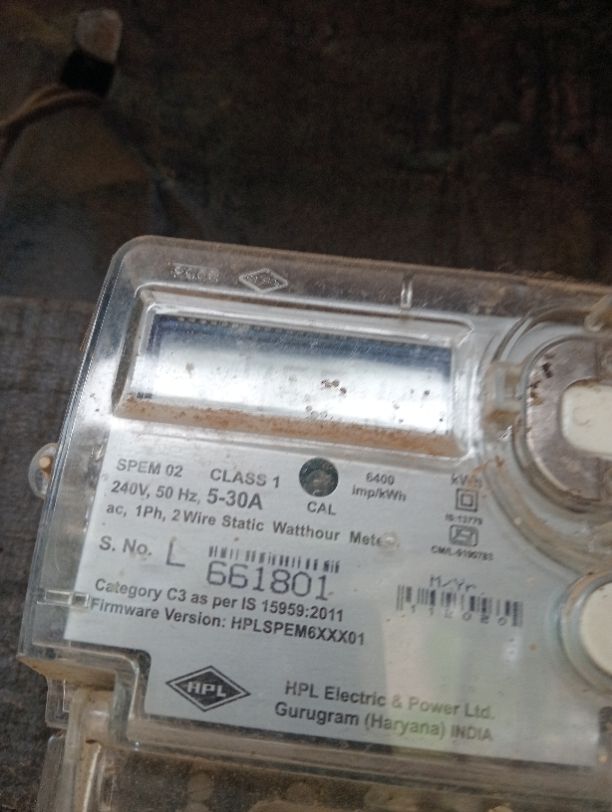 SPEM 02 CLASS 1 6400
240V, 50 Hz, 5-30A CAL imp/kWh
ac, 1Ph, 2 Wire Static Watthour Meter
IS:13779
S. No. L 661801
M/Yr.
Category C3 as per IS 15959:2011
Firmware Version: HPLSPEM6XXX01
HPL
HPL Electric & Power Ltd.
Gurugram (Haryana) INDIA